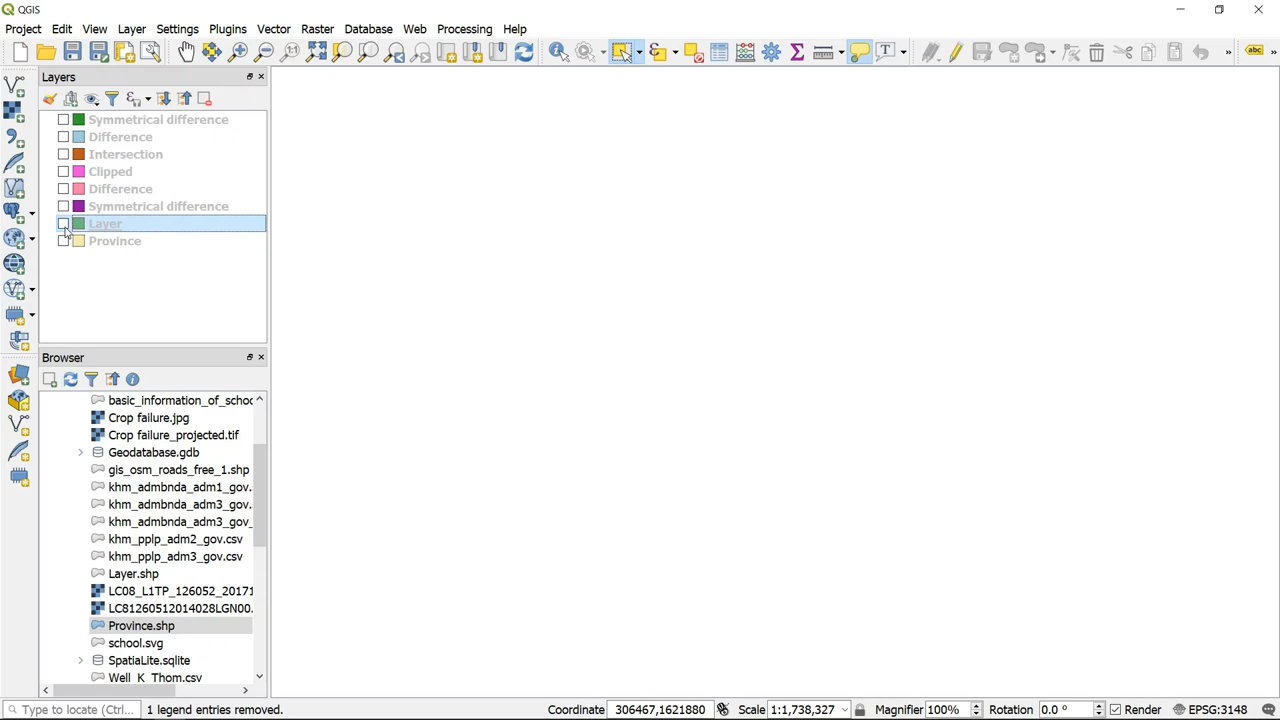 QGIS
Project Edit View Layer Settings Plugins Vector Raster Database Web Processing Help
abc
Layers
Symmetrical difference
Difference
Intersection
Clipped
Difference
Symmetrical difference
Layer
Province
Browser
basic_information_of_schoo
Crop failure.jpg
Crop failure_projected.tif
Geodatabase.gdb
gis_osm_roads_free_1.shp
khm_admbnda_adm1_gov.
khm_admbnda_adm3_gov.
khm_admbnda_adm3_gov_
khm_pplp_adm2_gov.csv
khm_pplp_adm3_gov.csv
Layer.shp
LC08_L1TP_126052_20171
LC81260512014028LGN00.
Province.shp
school.svg
SpatiaLite.sqlite
Well_K_Thom.csv
Type to locate (Ctrl... 1 legend entries removed. Coordinate 306467,1621880 Scale 1:1,738,327 Magnifier 100% Rotation 0.0 ° Render EPSG:3148